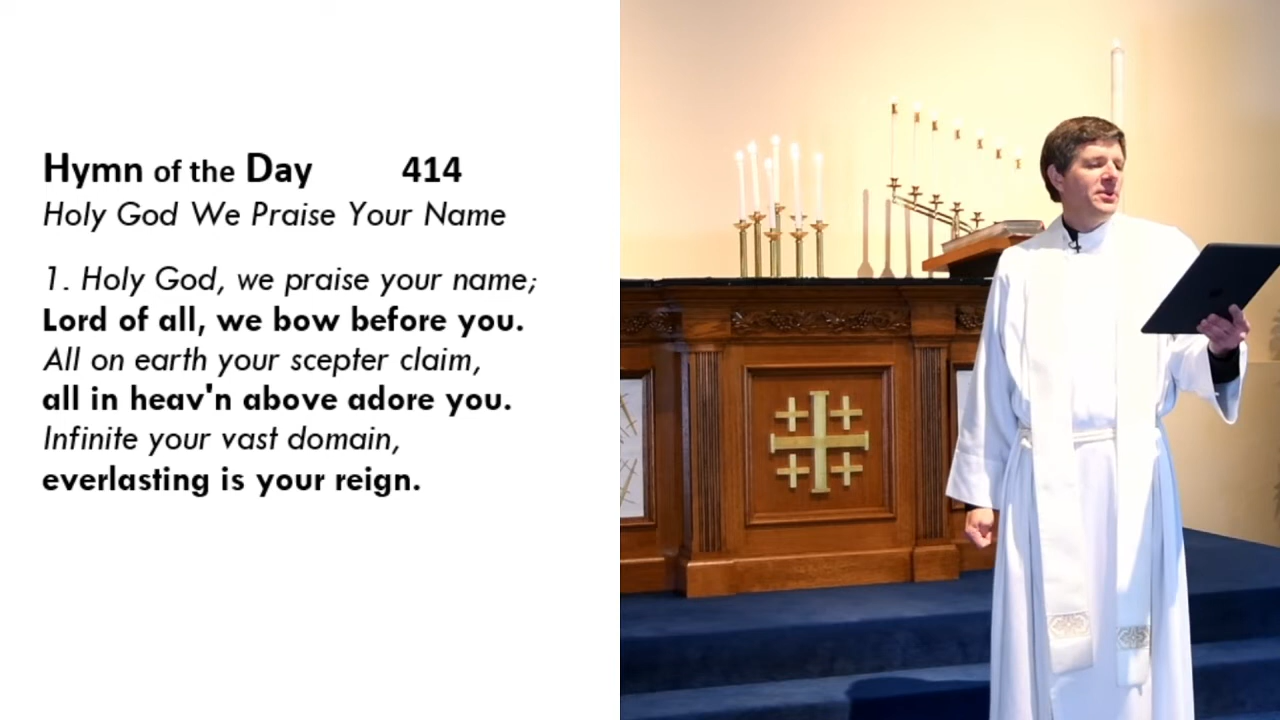 Hymn of the Day 414
Holy God We Praise Your Name
1. Holy God, we praise your name;
Lord of all, we bow before you.
All on earth your scepter claim,
all in heav'n above adore you.
Infinite your vast domain,
everlasting is your reign.